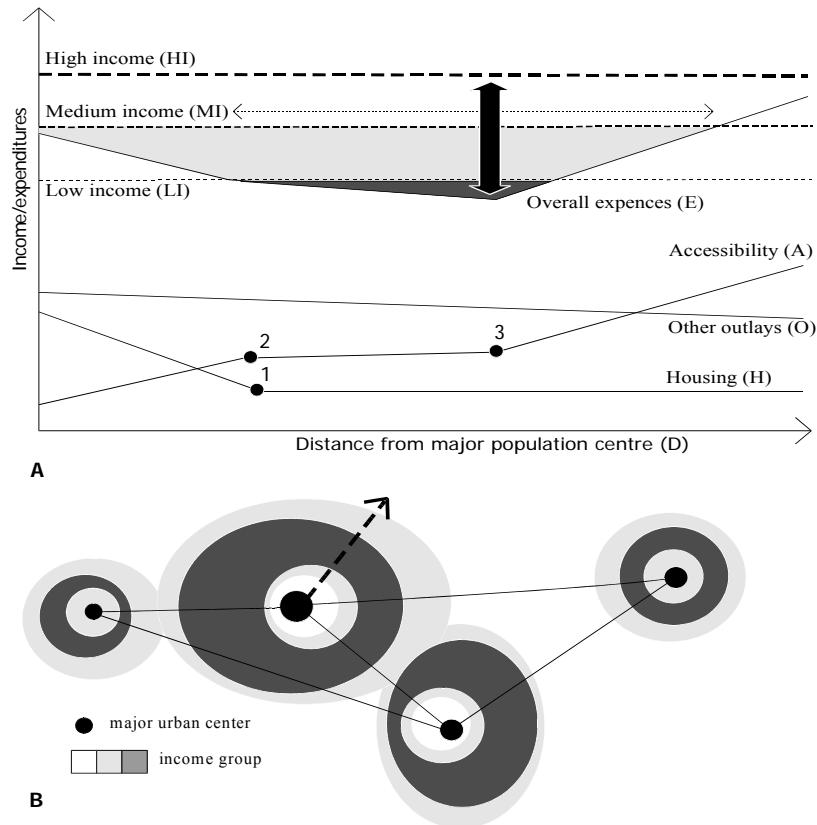 High income (HI)
Medium income (MI)
Low income (LI)
Overall expences (E)
Income/expenditures
Accessibility (A)
Other outlays (O)
2
3
1
Housing (H)
Distance from major population centre (D)
A
major urban center
income group
B